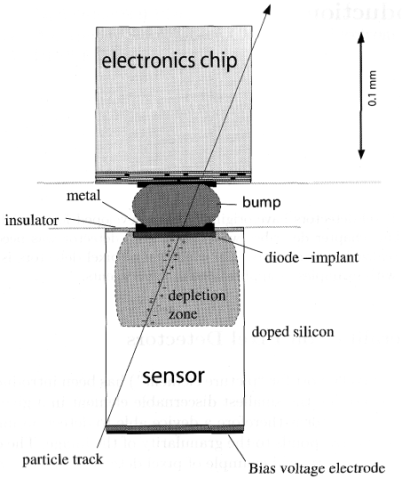 electronics chip
0.1 mm
metal
bump
insulator
diode –implant
depletion
zone
doped silicon
sensor
particle track
Bias voltage electrode